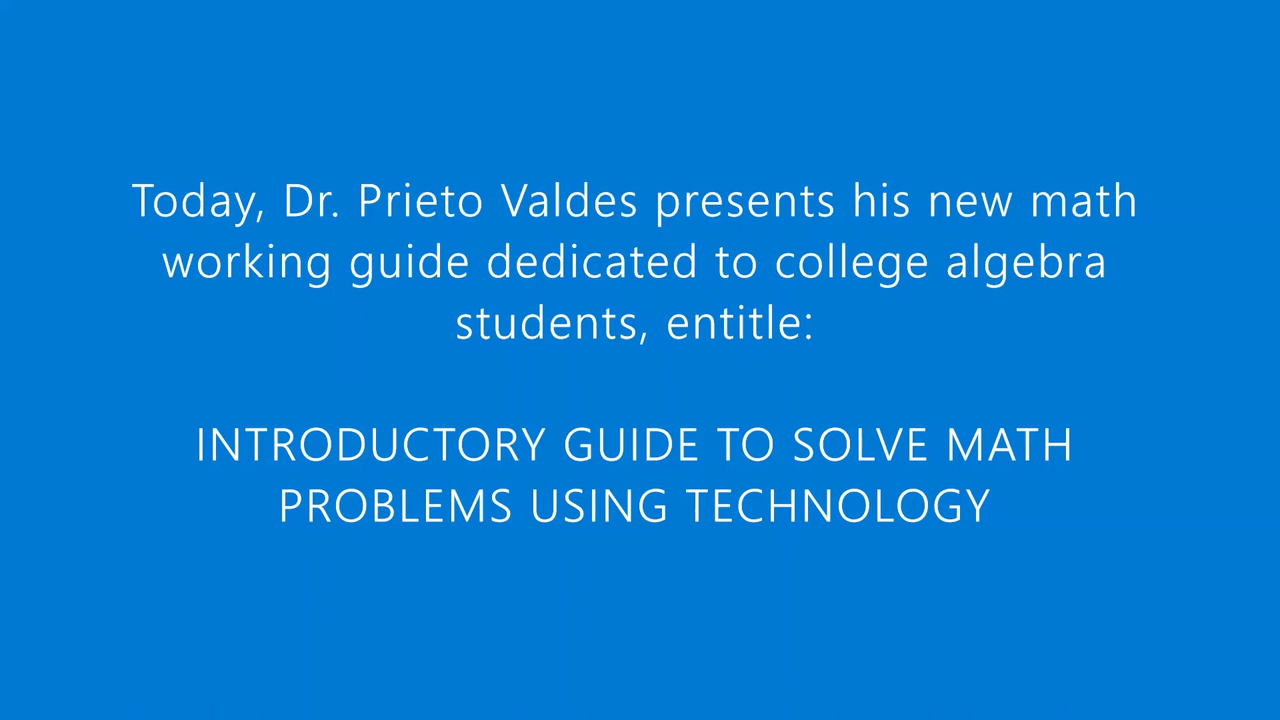 Today, Dr. Prieto Valdes presents his new math
working guide dedicated to college algebra
students, entitle:
INTRODUCTORY GUIDE TO SOLVE MATH
PROBLEMS USING TECHNOLOGY